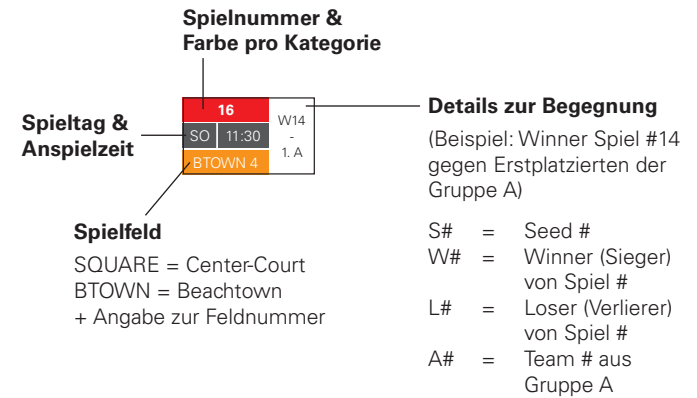 Spielnummer &
Farbe pro Kategorie
16
SO 11:30
BTOWN 4
W14
-
1. A
Spieltag &
Anspielzeit
Details zur Begegnung
(Beispiel: Winner Spiel #14
gegen Erstplatzierten der
Gruppe A)
Spielfeld
SQUARE = Center-Court
BTOWN = Beachtown
+ Angabe zur Feldnummer
S# = Seed #
W# = Winner (Sieger)
von Spiel #
L# = Loser (Verlierer)
von Spiel #
A# = Team # aus
Gruppe A